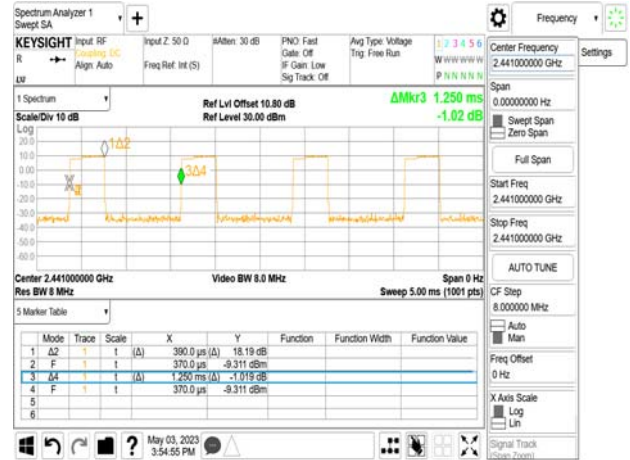 Spectrum Analyzer 1
Swept SA
+
Frequency
KEYSIGHT Input: RF Input Z: 50 Ω #Atten: 30 dB PNO: Fast Avg Type: Voltage 1 2 3 4 5 6
R Coupling: DC Gate: Off Trig: Free Run
Align: Auto Freq Ref: Int (S) IF Gain: Low W W W W W W
Sig Track: Off P N N N N N
Center Frequency
2.441000000 GHz
Settings
1 Spectrum
Scale/Div 10 dB
Ref Lvl Offset 10.80 dB
Ref Level 30.00 dBm
ΔMkr3 1.250 ms
-1.02 dB
Span
0.00000000 Hz
Swept Span
Zero Span
Log
20.0
10.0
0.00
-10.0
-20.0
-30.0
-40.0
-50.0
-60.0
1Δ2
3Δ4
Full Span
Start Freq
2.441000000 GHz
Stop Freq
2.441000000 GHz
AUTO TUNE
Center 2.441000000 GHz Video BW 8.0 MHz Span 0 Hz
Res BW 8 MHz Sweep 5.00 ms (1001 pts)
CF Step
8.000000 MHz
Auto
Man
5 Marker Table
Mode Trace Scale X Y Function Function Width Function Value
1 Δ2 1 t (Δ) 390.0 µs (Δ) 18.19 dB
2 F 1 t 370.0 µs -9.311 dBm
3 Δ4 1 t (Δ) 1.250 ms (Δ) -1.019 dB
4 F 1 t 370.0 µs -9.311 dBm
5
6
Freq Offset
0 Hz
X Axis Scale
Log
Lin
Signal Track
(Span Zoom)
?
May 03, 2023
3:54:55 PM